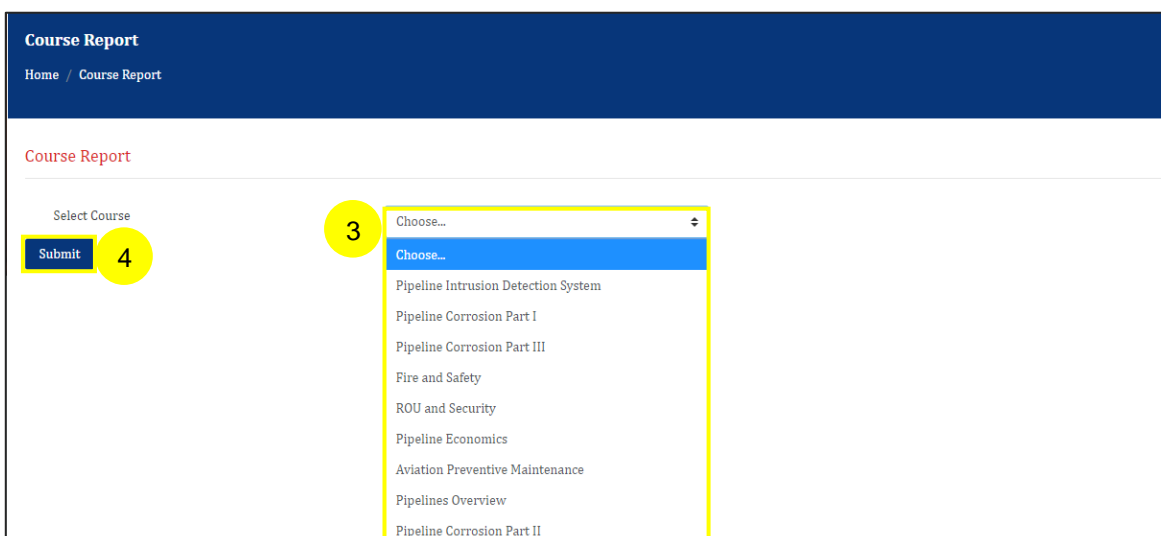 Course Report
Home / Course Report
Course Report
Select Course
3
Choose...
Submit
4
Choose...
Pipeline Intrusion Detection System
Pipeline Corrosion Part I
Pipeline Corrosion Part III
Fire and Safety
ROU and Security
Pipeline Economics
Aviation Preventive Maintenance
Pipelines Overview
Pipeline Corrosion Part II